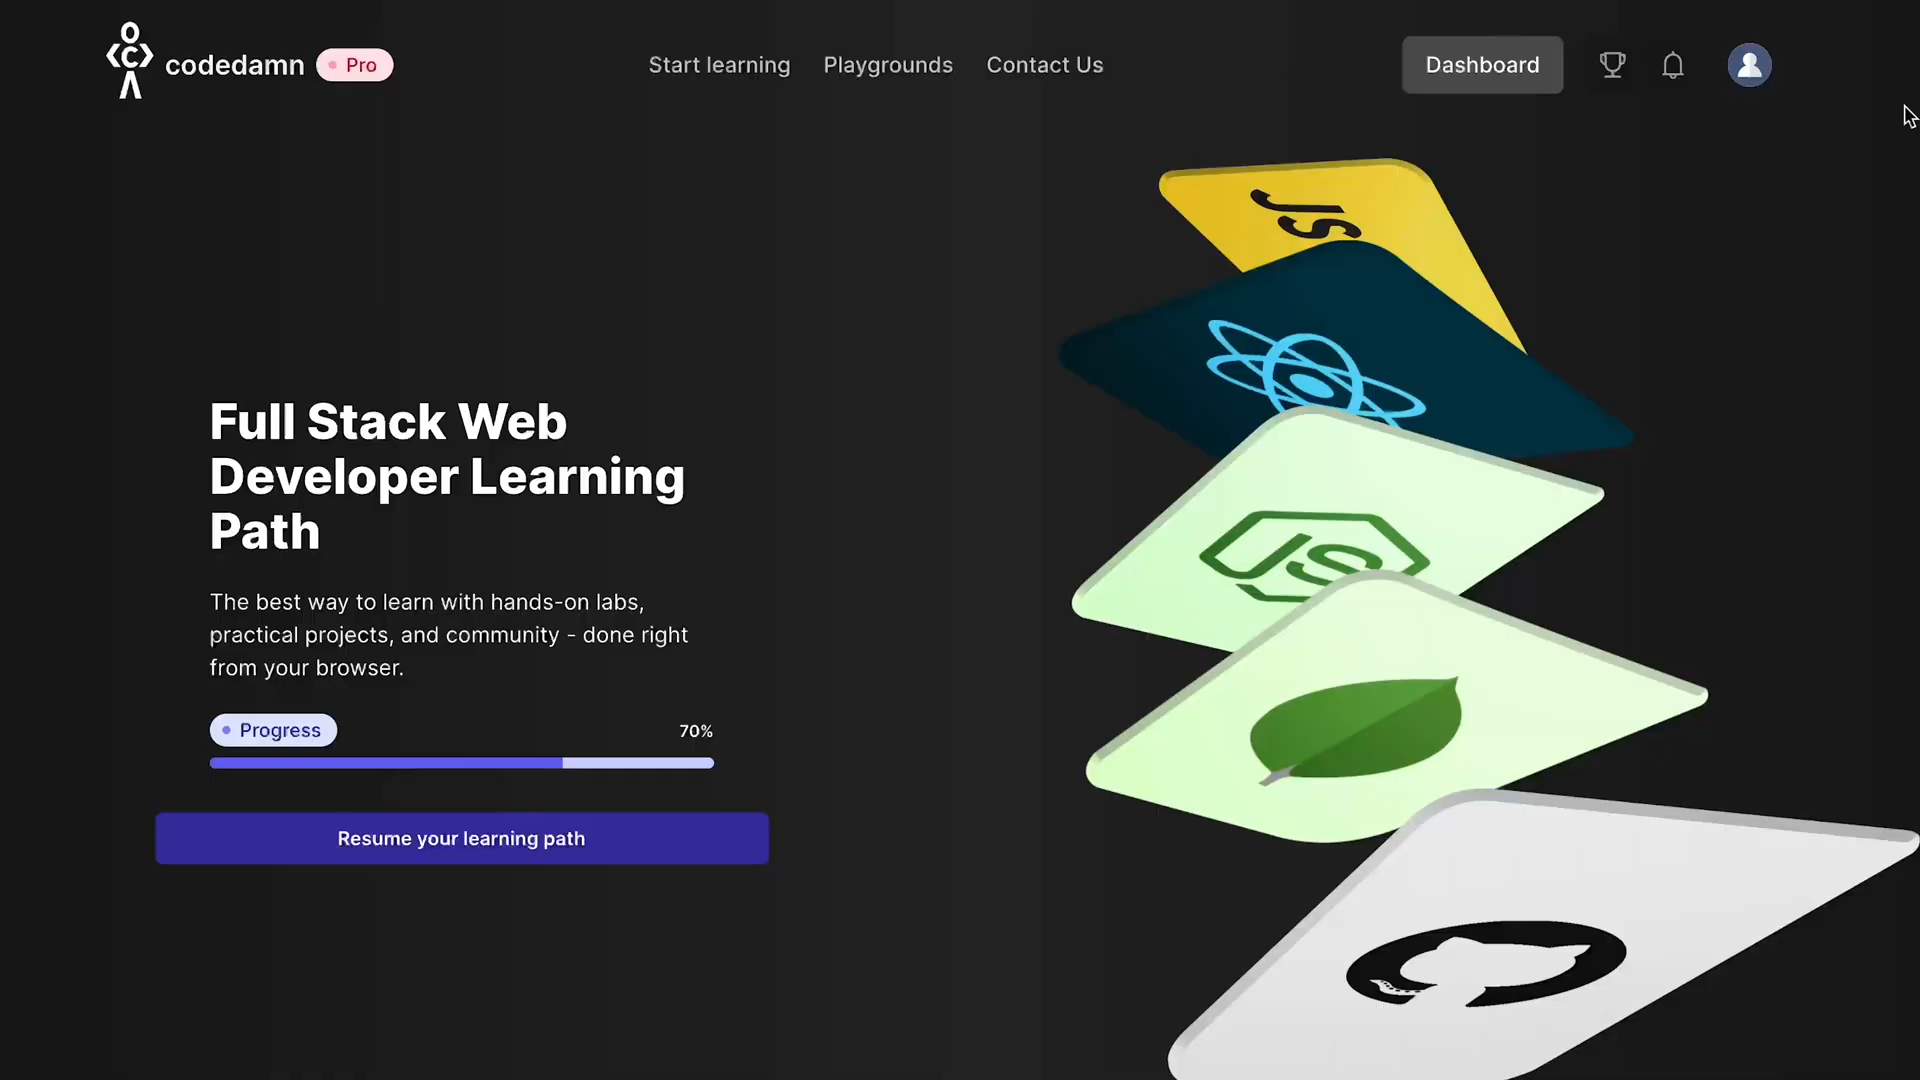 codedamn
Pro
Start learning
Playgrounds
Contact Us
Dashboard
JS
Full Stack Web
Developer Learning
Path
JS
The best way to learn with hands-on labs,
practical projects, and community - done right
from your browser.
Progress
70%
Resume your learning path